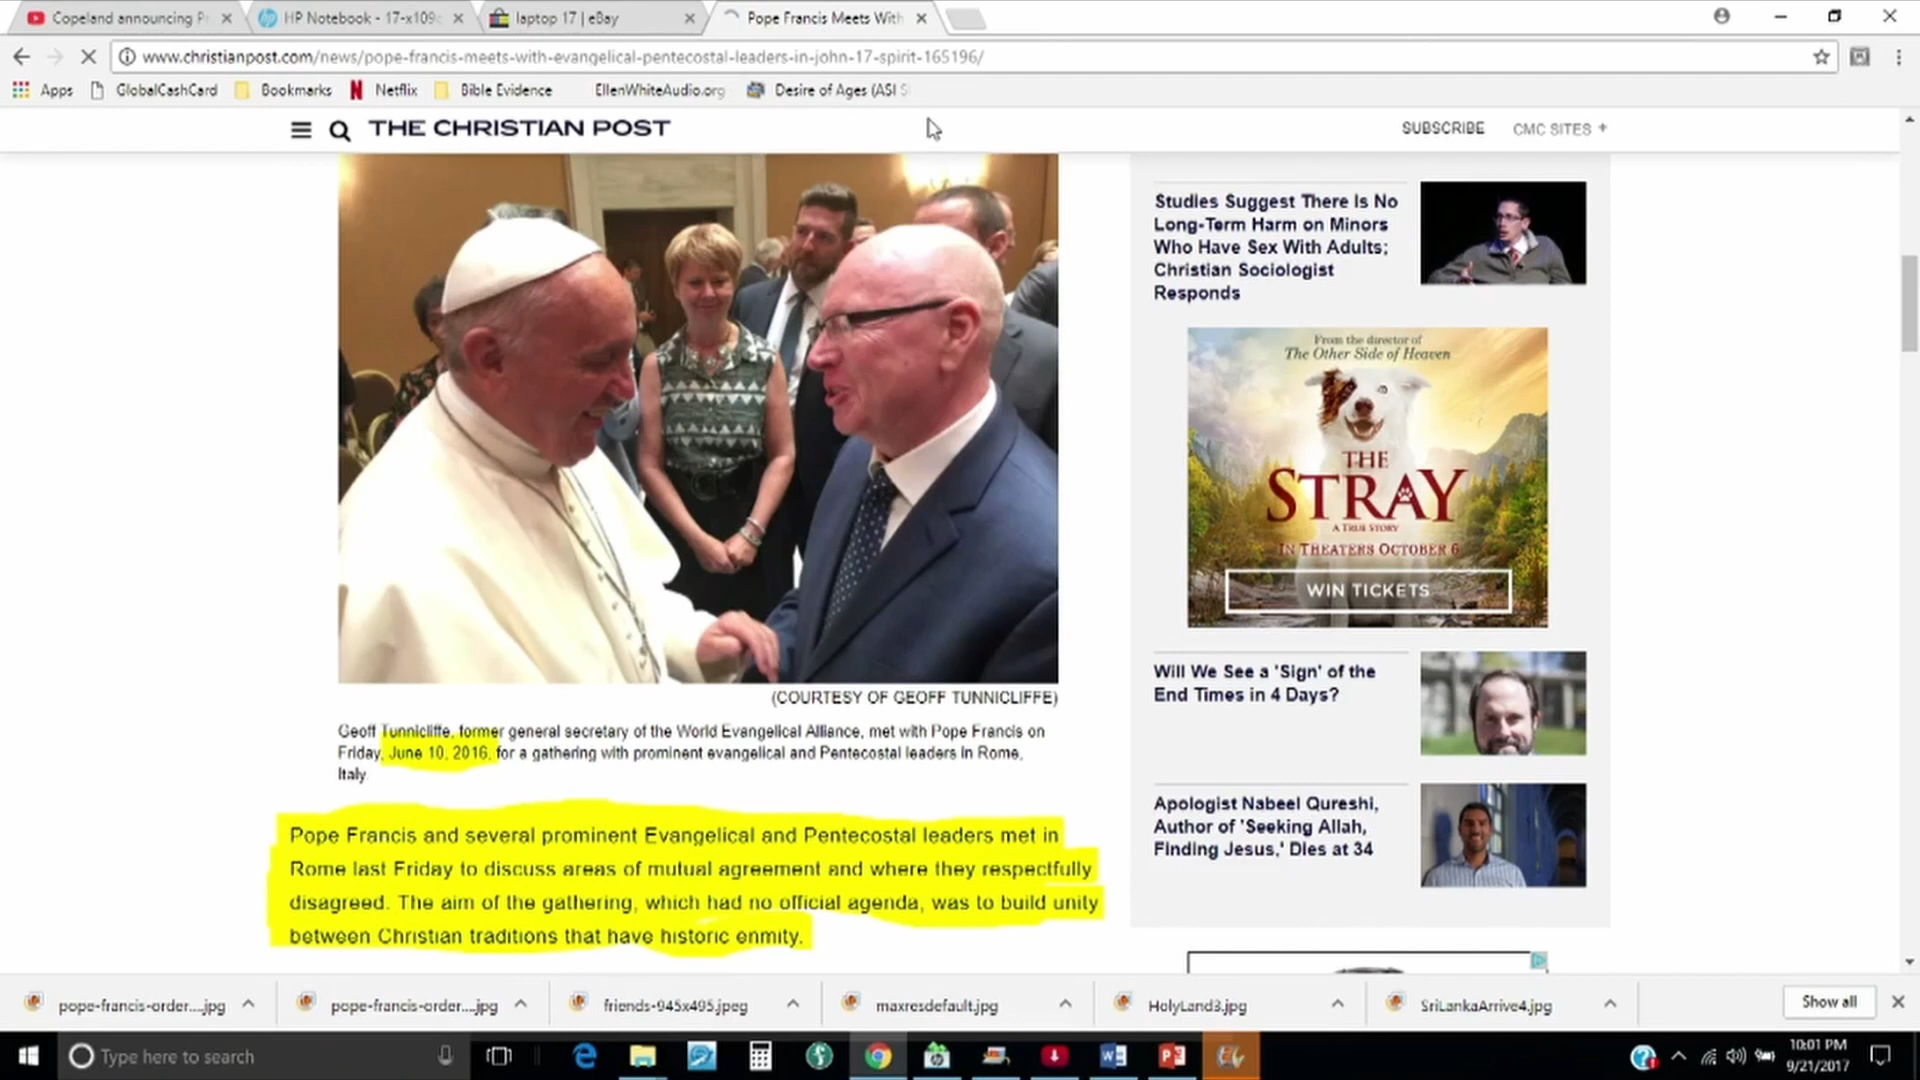 Copeland announcing P
HP Notebook - 17-x109c
laptop 17 | eBay
Pope Francis Meets With
www.christianpost.com/news/pope-francis-meets-with-evangelical-pentecostal-leaders-in-john-17-spirit-165196/
Apps
GlobalCashCard
Bookmarks
Netflix
Bible Evidence
EllenWhiteAudio.org
Desire of Ages (ASI S
THE CHRISTIAN POST
SUBSCRIBE
CMC SITES +
(COURTESY OF GEOFF TUNNICLIFFE)
Geoff Tunnicliffe, former general secretary of the World Evangelical Alliance, met with Pope Francis on
Friday, June 10, 2016, for a gathering with prominent evangelical and Pentecostal leaders in Rome,
Italy.
Pope Francis and several prominent Evangelical and Pentecostal leaders met in
Rome last Friday to discuss areas of mutual agreement and where they respectfully
disagreed. The aim of the gathering, which had no official agenda, was to build unity
between Christian traditions that have historic enmity.
Studies Suggest There Is No
Long-Term Harm on Minors
Who Have Sex With Adults;
Christian Sociologist
Responds
From the director of
The Other Side of Heaven
THE
STRAY
A TRUE STORY
IN THEATERS OCTOBER 6
WIN TICKETS
Will We See a 'Sign' of the
End Times in 4 Days?
Apologist Nabeel Qureshi,
Author of 'Seeking Allah,
Finding Jesus,' Dies at 34
pope-francis-order....jpg
pope-francis-order....jpg
friends-945x495.jpeg
maxresdefault.jpg
HolyLand3.jpg
SriLankaArrive4.jpg
Show all
Type here to search
10:01 PM
9/21/2017